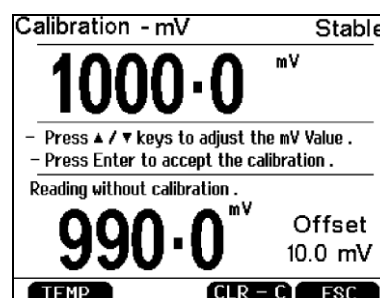 Calibration - mV Stable
1000.0 mV
- Press ▲ / ▼ keys to adjust the mV Value .
- Press Enter to accept the calibration .
Reading without calibration .
990.0 mV
Offset
10.0 mV
TEMP CLR - C ESC